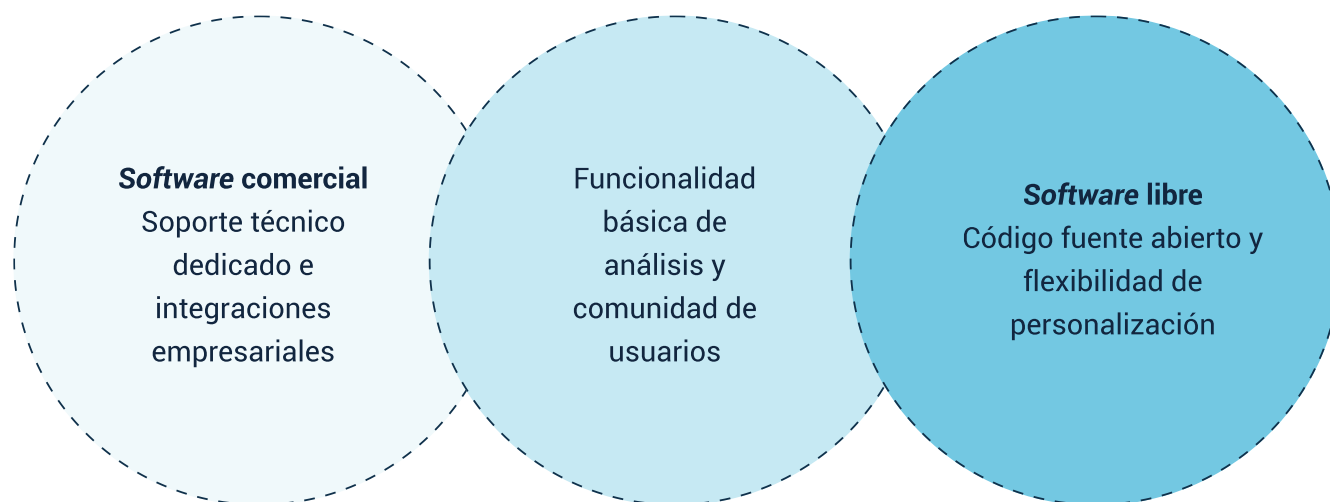 Software comercial
Soporte técnico
dedicado e
integraciones
empresariales
Funcionalidad
básica de
análisis y
comunidad de
usuarios
Software libre
Código fuente abierto y
flexibilidad de
personalización